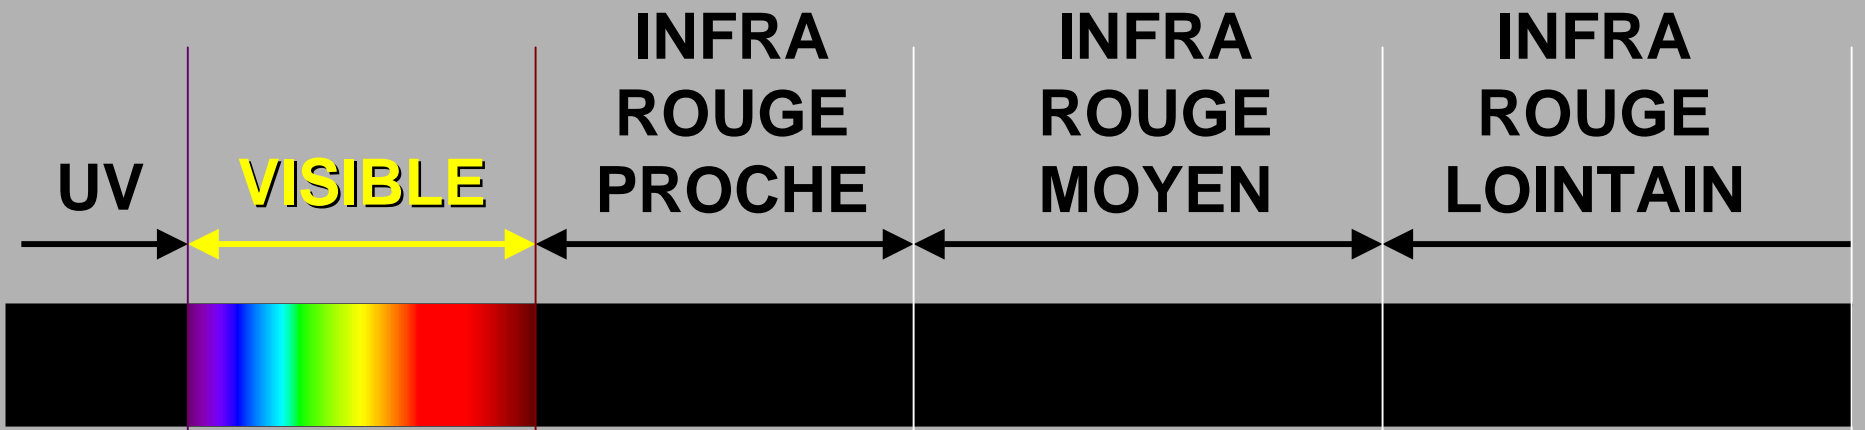 UV
VISIBLE
INFRA
ROUGE
PROCHE
INFRA
ROUGE
MOYEN
INFRA
ROUGE
LOINTAIN